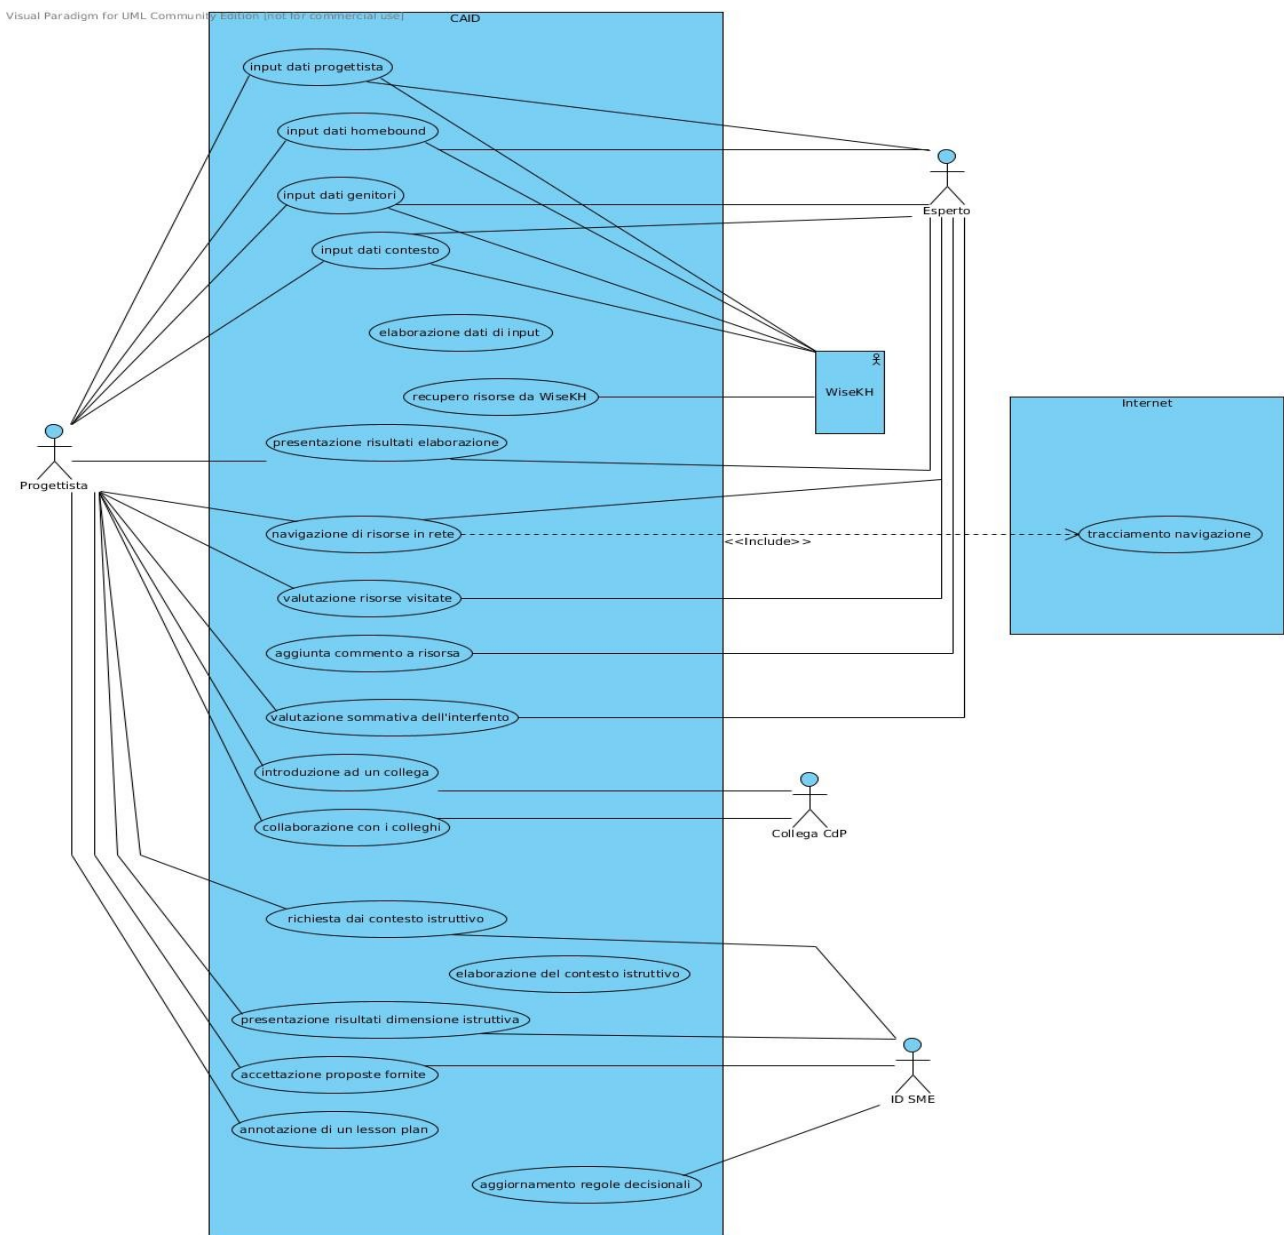 Visual Paradigm for UML Community Edition [not for commercial use]
CAID
input dati progettista
input dati homebound
input dati genitori
Esperto
input dati contesto
elaborazione dati di input
WiseKH
recupero risorse da WiseKH
Internet
presentazione risultati elaborazione
Progettista
navigazione di risorse in rete
<<Include>>
tracciamento navigazione
valutazione risorse visitate
aggiunta commento a risorsa
valutazione sommativa dell'interfento
introduzione ad un collega
collaborazione con i colleghi
Collega CdP
richiesta dai contesto istruttivo
elaborazione del contesto istruttivo
presentazione risultati dimensione istruttiva
accettazione proposte fornite
ID SME
annotazione di un lesson plan
aggiornamento regole decisionali